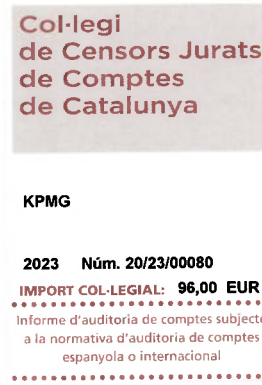 Col·legi
de Censors Jurats
de Comptes
de Catalunya
KPMG
2023 Núm. 20/23/00080
IMPORT COL·LEGIAL: 96,00 EUR
Informe d'auditoria de comptes subjecte
a la normativa d'auditoria de comptes
espanyola o internacional